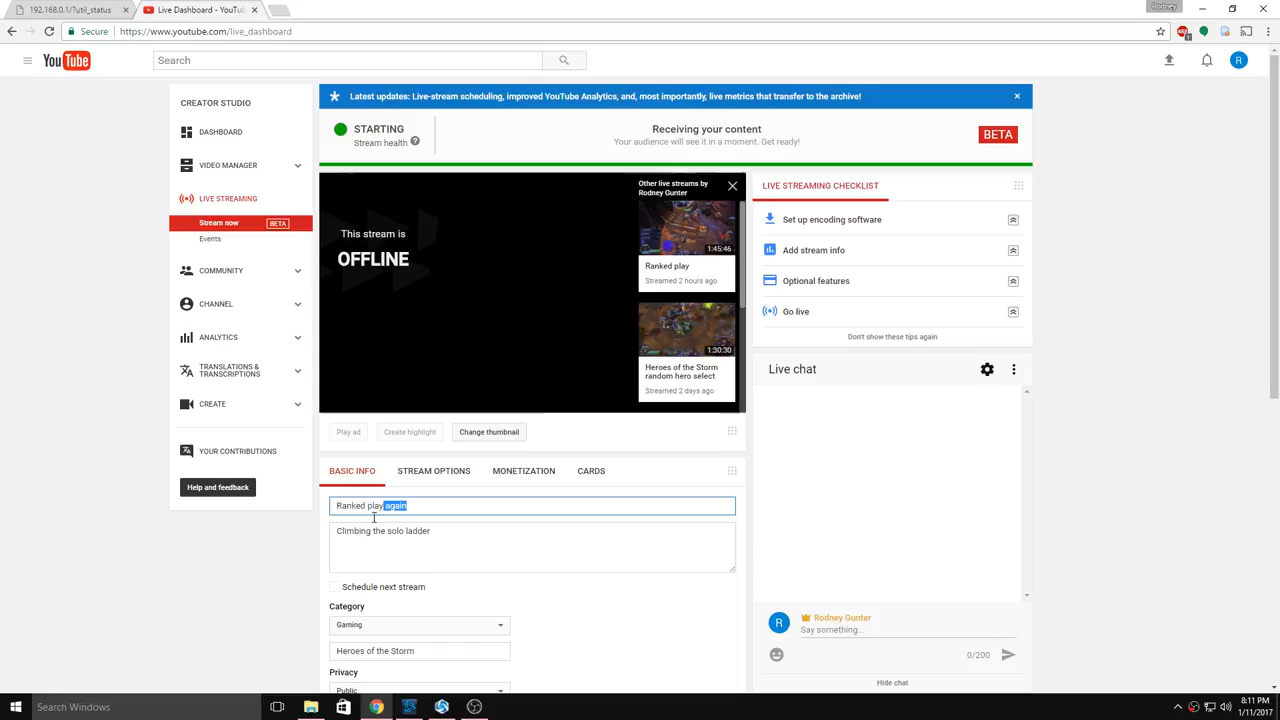 192.168.0.1/?util_status
Live Dashboard - YouTu
Rodney
Secure
https://www.youtube.com/live_dashboard
YouTube
Search
R
CREATOR STUDIO
DASHBOARD
VIDEO MANAGER
LIVE STREAMING
Stream now BETA
Events
COMMUNITY
CHANNEL
ANALYTICS
TRANSLATIONS &
TRANSCRIPTIONS
CREATE
YOUR CONTRIBUTIONS
Help and feedback
Latest updates: Live-stream scheduling, improved YouTube Analytics, and, most importantly, live metrics that transfer to the archive!
STARTING
Stream health
Receiving your content
Your audience will see it in a moment. Get ready!
BETA
This stream is
OFFLINE
Other live streams by
Rodney Gunter
1:45:46
Ranked play
Streamed 2 hours ago
1:30:30
Heroes of the Storm
random hero select
Streamed 2 days ago
Play ad
Create highlight
Change thumbnail
BASIC INFO
STREAM OPTIONS
MONETIZATION
CARDS
Ranked play again
Climbing the solo ladder
Schedule next stream
Category
Gaming
Heroes of the Storm
Privacy
Public
LIVE STREAMING CHECKLIST
Set up encoding software
Add stream info
Optional features
Go live
Don't show these tips again
Live chat
R
Rodney Gunter
Say something...
0/200
Hide chat
Search Windows
8:11 PM
1/11/2017